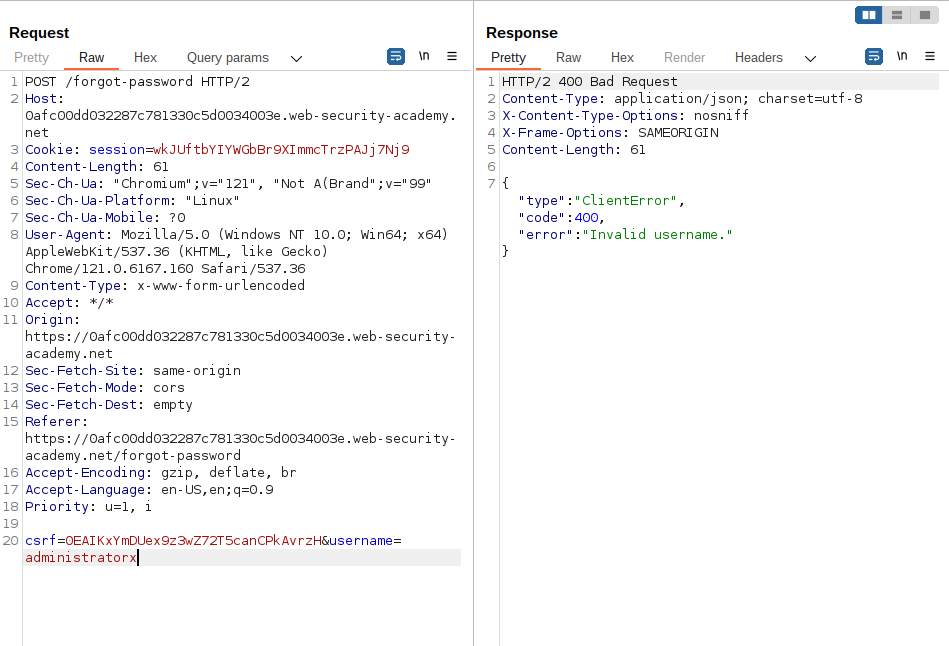 Request
Pretty Raw Hex Query params \n
1 POST /forgot-password HTTP/2
2 Host:
0afc00dd032287c781330c5d0034003e.web-security-academy.
net
3 Cookie: session=wkJUftbYIYWGbBr9XImmcTrzPAJj7Nj9
4 Content-Length: 61
5 Sec-Ch-Ua: "Chromium";v="121", "Not A(Brand";v="99"
6 Sec-Ch-Ua-Platform: "Linux"
7 Sec-Ch-Ua-Mobile: ?0
8 User-Agent: Mozilla/5.0 (Windows NT 10.0; Win64; x64)
AppleWebKit/537.36 (KHTML, like Gecko)
Chrome/121.0.6167.160 Safari/537.36
9 Content-Type: x-www-form-urlencoded
10 Accept: */*
11 Origin:
https://0afc00dd032287c781330c5d0034003e.web-security-
academy.net
12 Sec-Fetch-Site: same-origin
13 Sec-Fetch-Mode: cors
14 Sec-Fetch-Dest: empty
15 Referer:
https://0afc00dd032287c781330c5d0034003e.web-security-
academy.net/forgot-password
16 Accept-Encoding: gzip, deflate, br
17 Accept-Language: en-US,en;q=0.9
18 Priority: u=1, i
19
20 csrf=0EAIKxYmDUex9z3wZ72T5canCPkAvrzH&username=
administratorx
Response
Pretty Raw Hex Render Headers \n
1 HTTP/2 400 Bad Request
2 Content-Type: application/json; charset=utf-8
3 X-Content-Type-Options: nosniff
4 X-Frame-Options: SAMEORIGIN
5 Content-Length: 61
6
7 {
"type":"ClientError",
"code":400,
"error":"Invalid username."
}